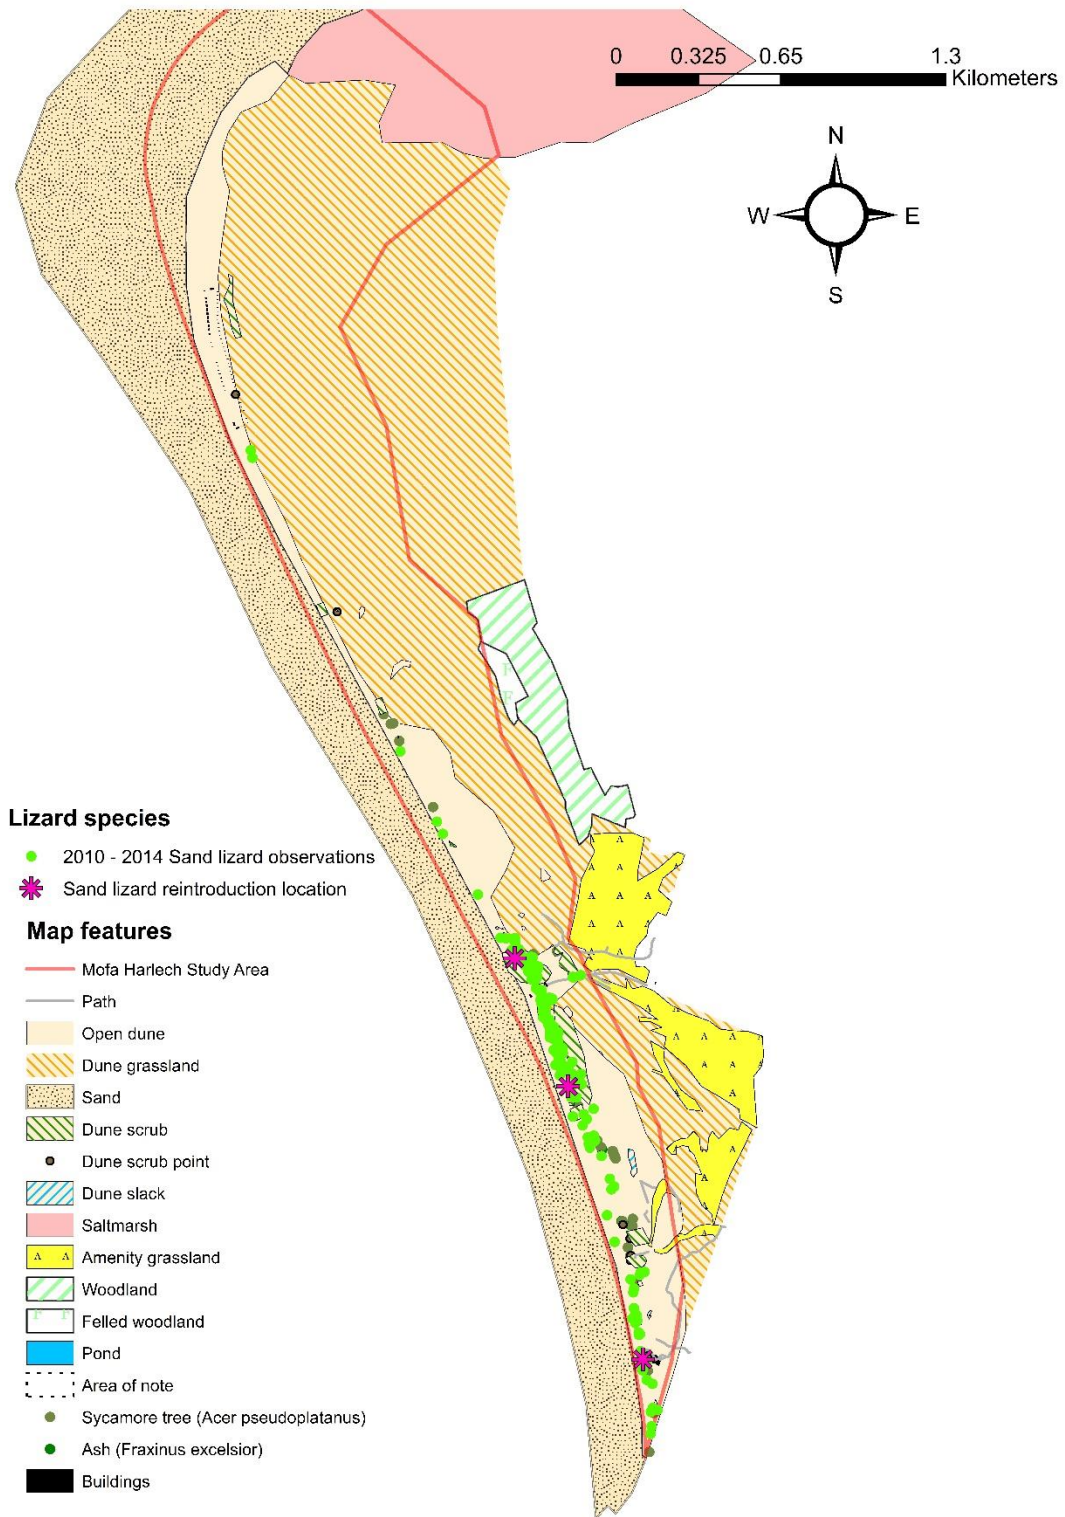 0 0.325 0.65 1.3
Kilometers
N
W E
S
F
F
A A
A A
A A A
A A A
A
A A
A A A
A A A
A
A
A
A
Lizard species
2010 - 2014 Sand lizard observations
Sand lizard reintroduction location
Map features
Mofa Harlech Study Area
Path
Open dune
Dune grassland
Sand
Dune scrub
Dune scrub point
Dune slack
Saltmarsh
A A Amenity grassland
Woodland
F F Felled woodland
Pond
Area of note
Sycamore tree (Acer pseudoplatanus)
Ash (Fraxinus excelsior)
Buildings